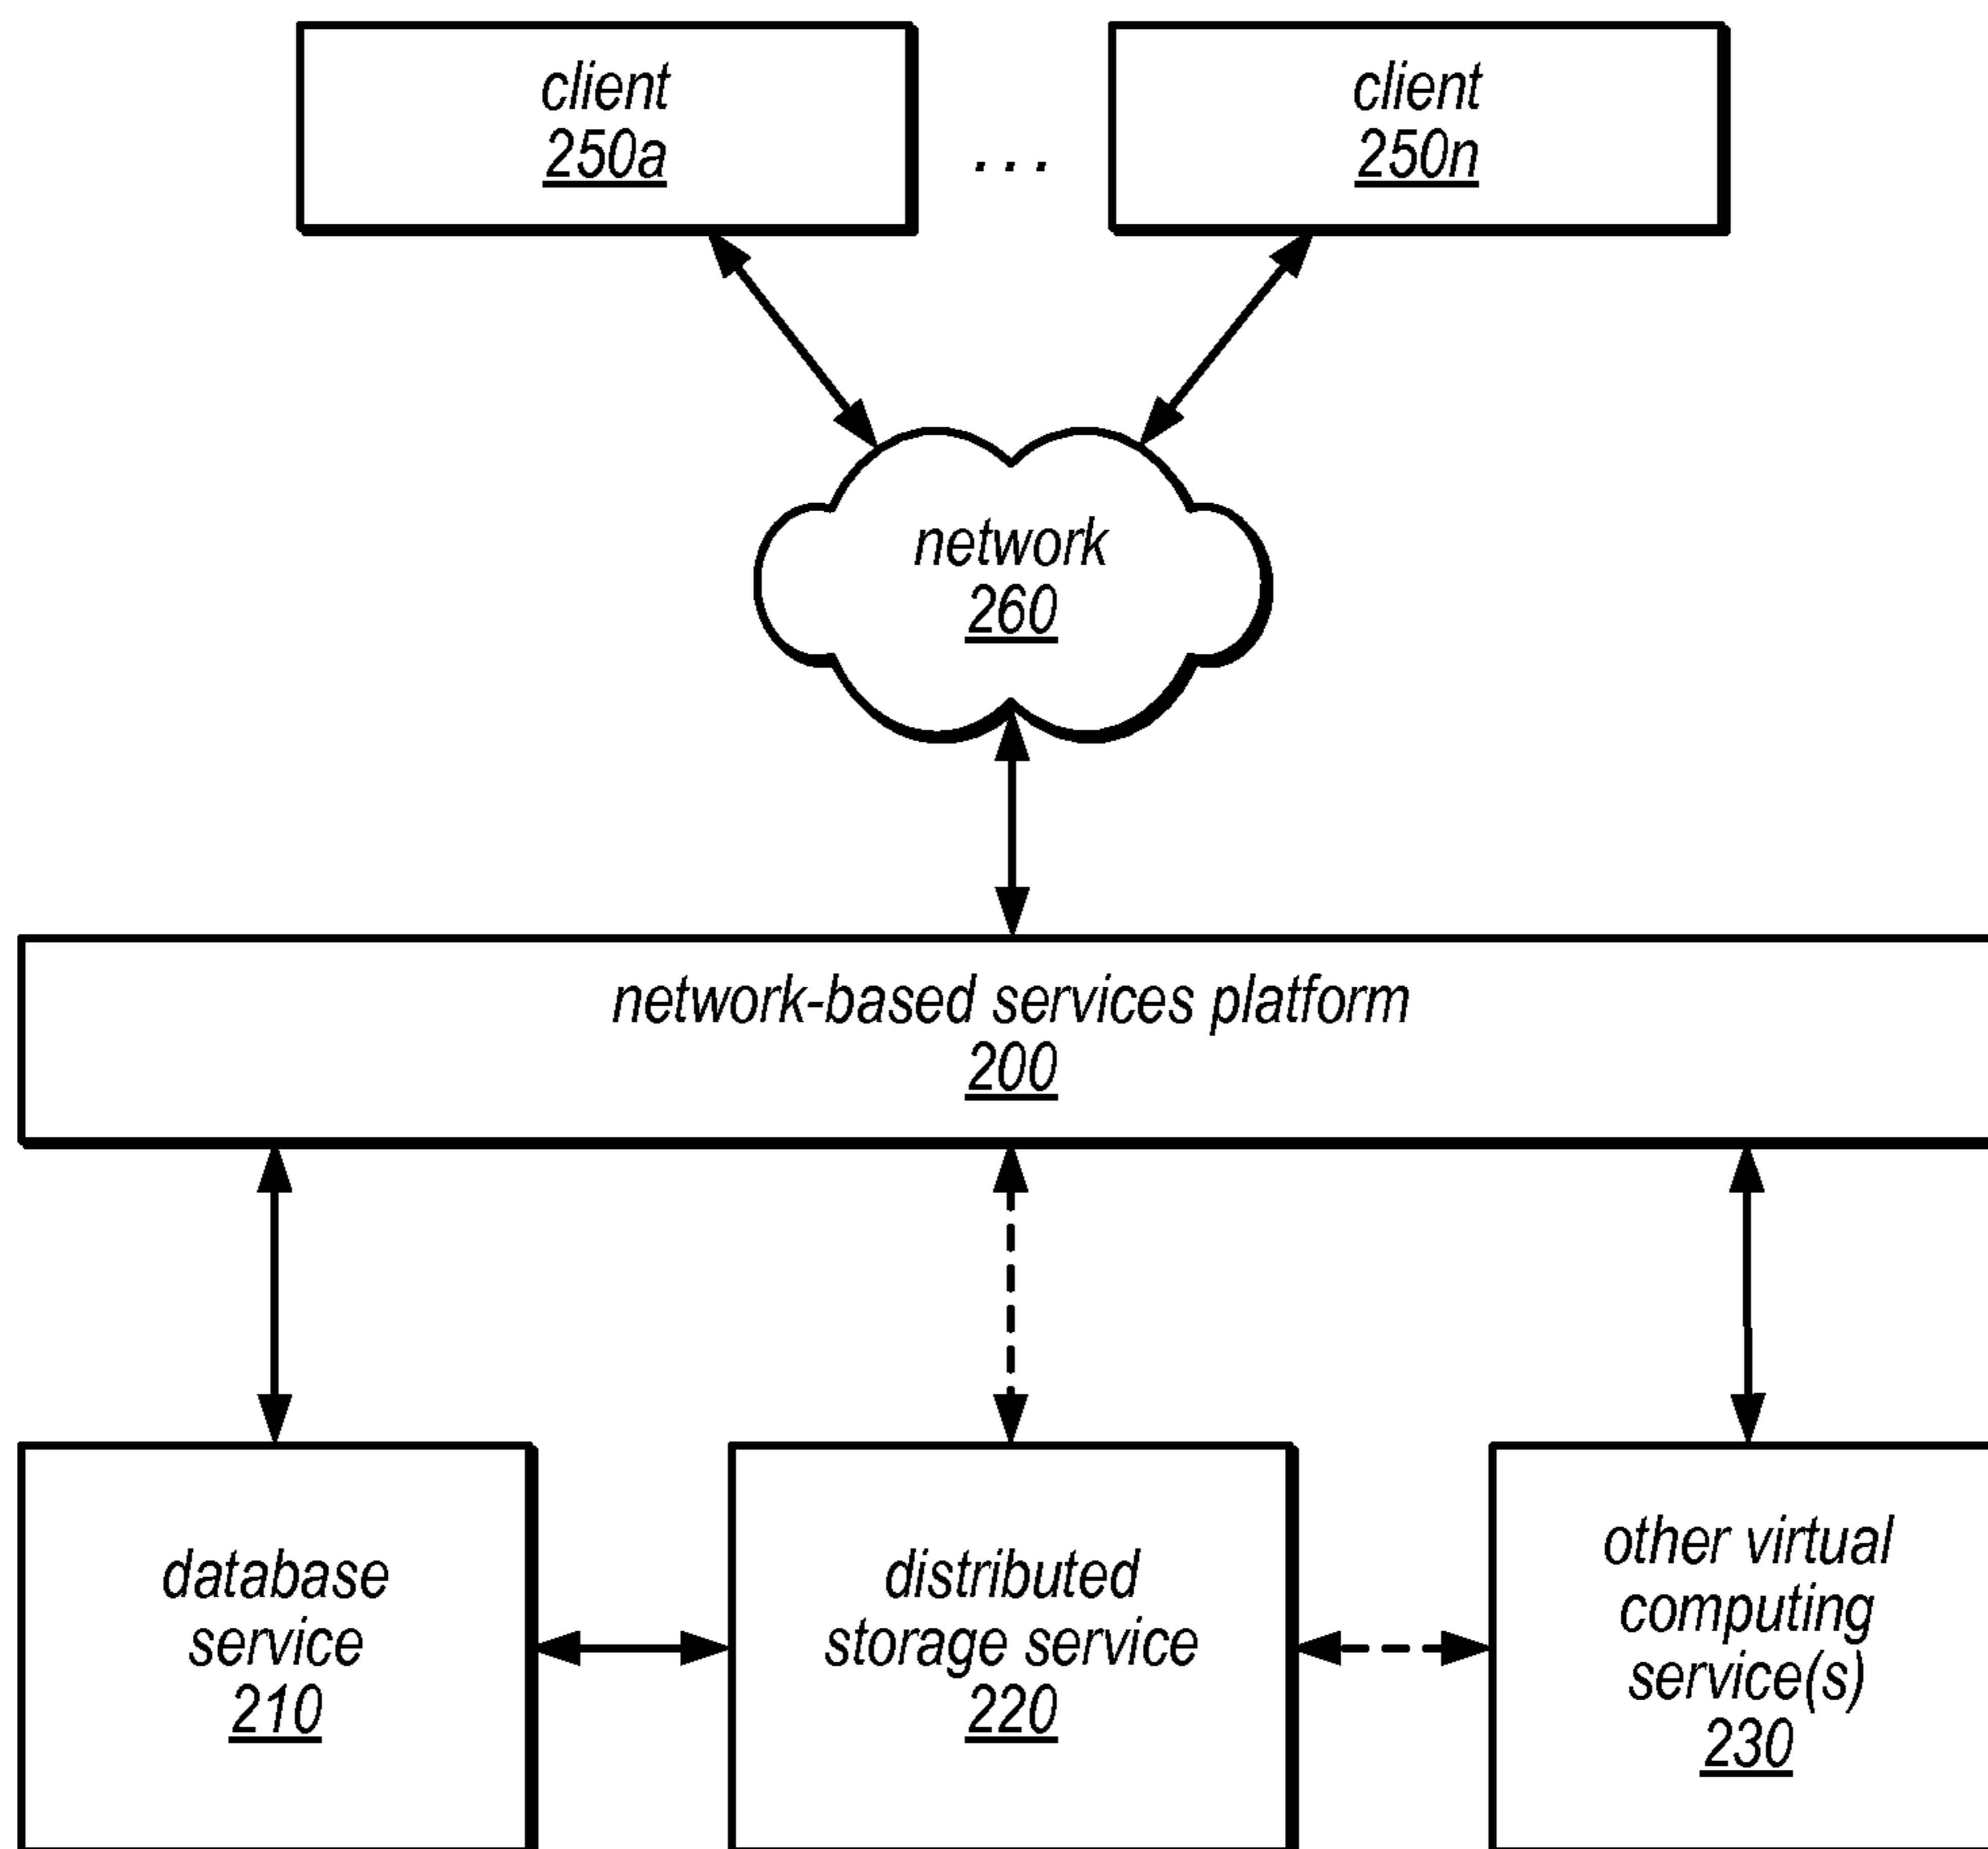 client
250a
...
client
250n
network
260
network-based services platform
200
database
service
210
distributed
storage service
220
other virtual
computing
service(s)
230